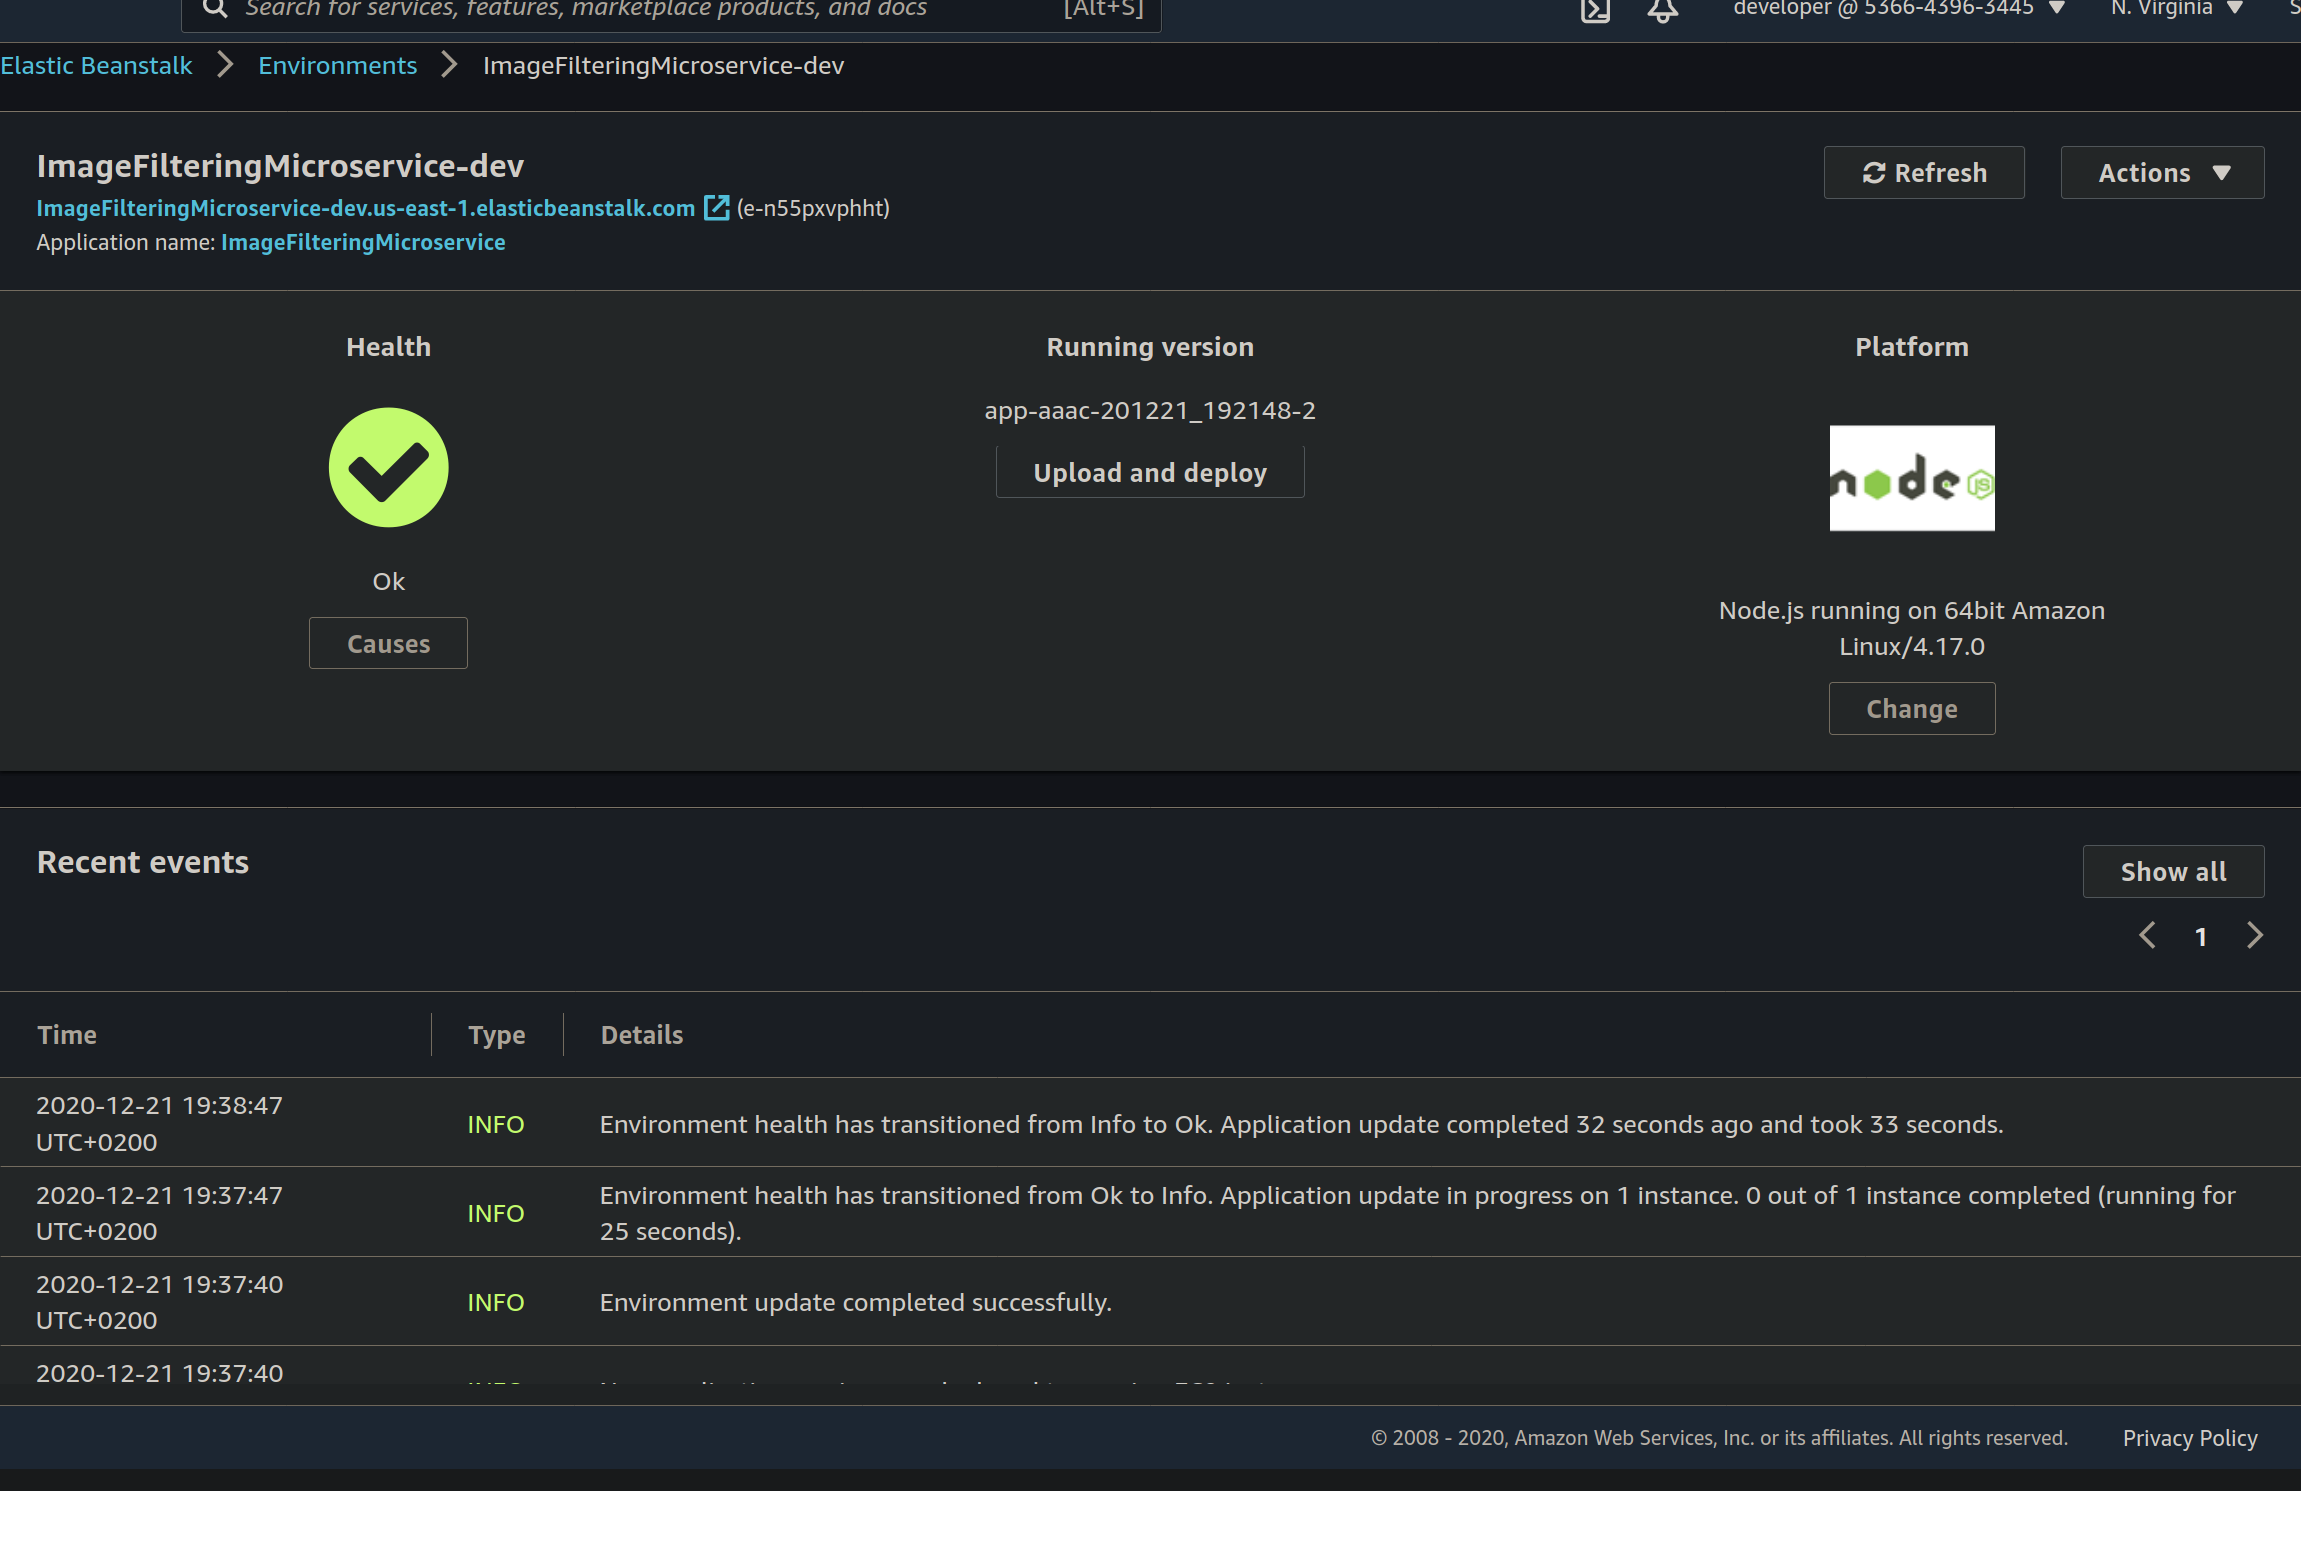 Search for services, features, marketplace products, and docs [Alt+S] developer @ 5366-4396-3445 N. Virginia
Elastic Beanstalk Environments ImageFilteringMicroservice-dev
ImageFilteringMicroservice-dev
Refresh Actions
ImageFilteringMicroservice-dev.us-east-1.elasticbeanstalk.com (e-n55pxvphht)
Application name: ImageFilteringMicroservice
Health
Ok
Causes
Running version
app-aaac-201221_192148-2
Upload and deploy
Platform
node JS
Node.js running on 64bit Amazon
Linux/4.17.0
Change
Recent events
Show all
1
Time Type Details
2020-12-21 19:38:47
UTC+0200
INFO
Environment health has transitioned from Info to Ok. Application update completed 32 seconds ago and took 33 seconds.
2020-12-21 19:37:47
UTC+0200
INFO
Environment health has transitioned from Ok to Info. Application update in progress on 1 instance. 0 out of 1 instance completed (running for
25 seconds).
2020-12-21 19:37:40
UTC+0200
INFO
Environment update completed successfully.
2020-12-21 19:37:40
© 2008 - 2020, Amazon Web Services, Inc. or its affiliates. All rights reserved. Privacy Policy